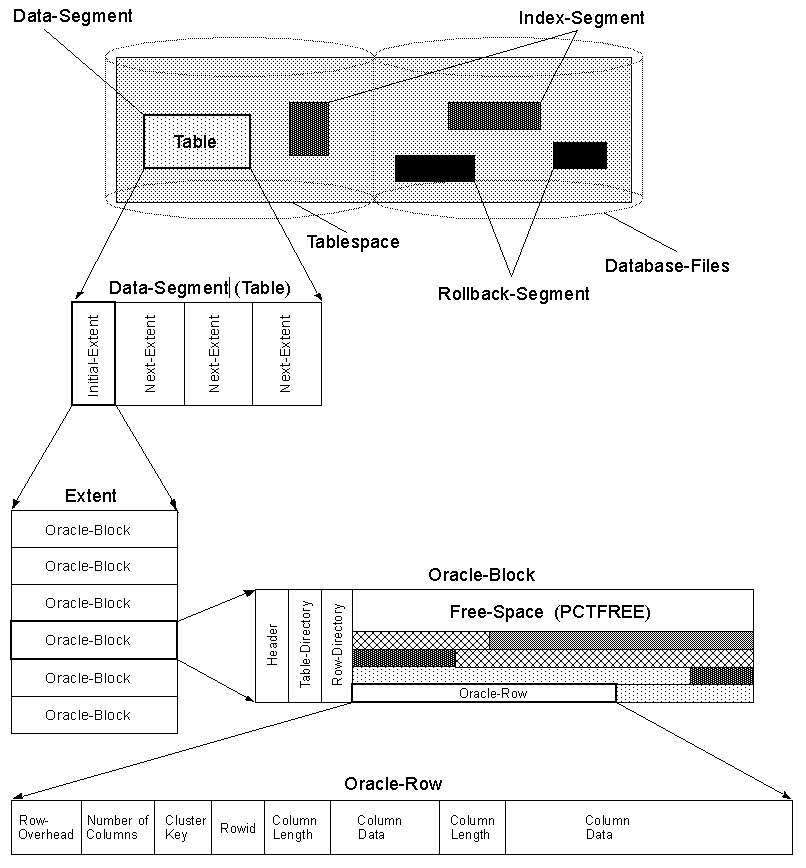 Data-Segment
Index-Segment
Table
Tablespace
Database-Files
Rollback-Segment
Data-Segment (Table)
Initial-Extent
Next-Extent
Next-Extent
Next-Extent
Extent
Oracle-Block
Oracle-Block
Oracle-Block
Oracle-Block
Oracle-Block
Oracle-Block
Oracle-Block
Header
Table-Directory
Row-Directory
Free-Space (PCTFREE)
Oracle-Row
Oracle-Row
Row-
Overhead
Number of
Columns
Cluster
Key
Rowid
Column
Length
Column
Data
Column
Length
Column
Data